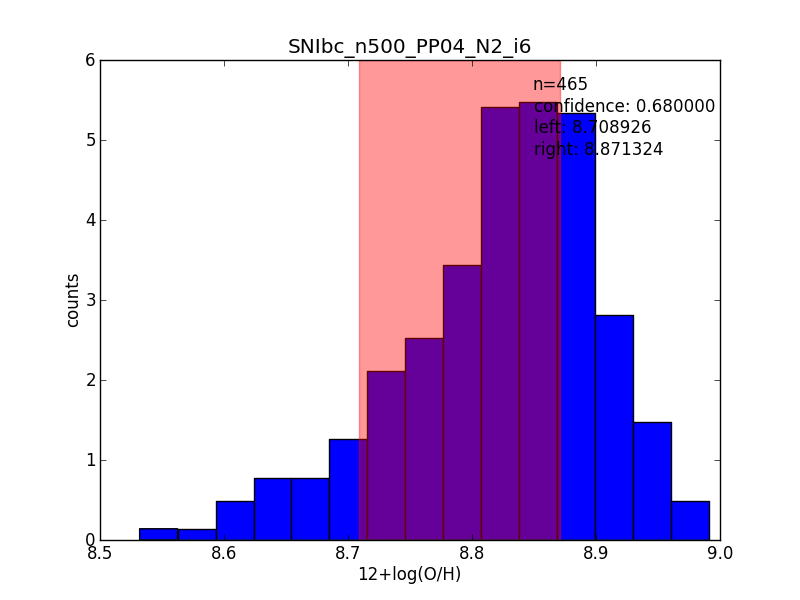 SNIbc_n500_PP04_N2_i6
n=465
confidence: 0.680000
left: 8.708926
right: 8.871324
6
5
4
3
2
1
0
counts
8.5 8.6 8.7 8.8 8.9 9.0
12+log(O/H)